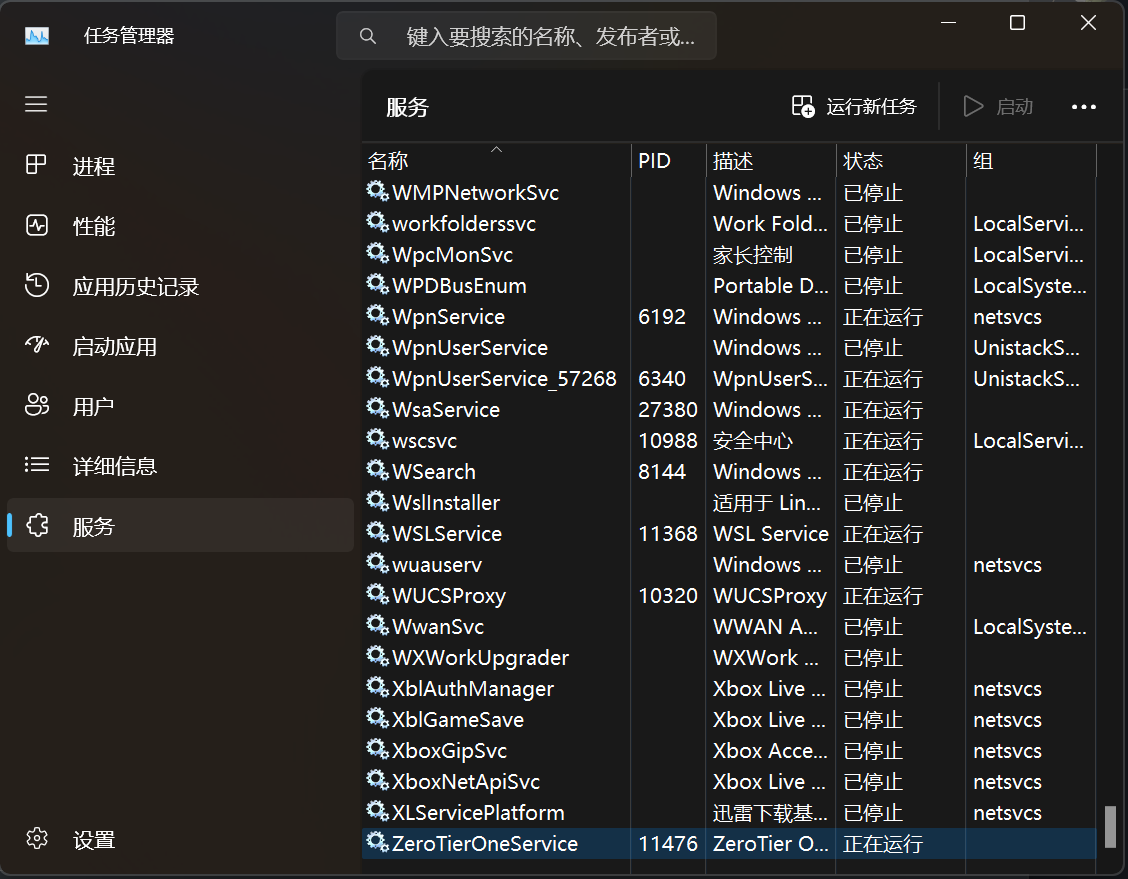 任务管理器
键入要搜索的名称、发布者或...
服务
运行新任务
启动
进程
性能
应用历史记录
启动应用
用户
详细信息
服务
设置
名称 PID 描述 状态 组
WMPNetworkSvc Windows ... 已停止
workfolderssvc Work Fold... 已停止 LocalServi...
WpcMonSvc 家长控制 已停止 LocalServi...
WPDBusEnum Portable D... 已停止 LocalSyste...
WpnService 6192 Windows ... 正在运行 netsvcs
WpnUserService Windows ... 已停止 UnistackS...
WpnUserService_57268 6340 WpnUserS... 正在运行 UnistackS...
WsaService 27380 Windows ... 正在运行
wscsvc 10988 安全中心 正在运行 LocalServi...
WSearch 8144 Windows ... 正在运行
WslInstaller 适用于 Lin... 已停止
WSLService 11368 WSL Service 正在运行
wuauserv Windows ... 已停止 netsvcs
WUCSProxy 10320 WUCSProxy 正在运行
WwanSvc WWAN A... 已停止 LocalSyste...
WXWorkUpgrader WXWork ... 已停止
XblAuthManager Xbox Live ... 已停止 netsvcs
XblGameSave Xbox Live ... 已停止 netsvcs
XboxGipSvc Xbox Acce... 已停止 netsvcs
XboxNetApiSvc Xbox Live ... 已停止 netsvcs
XLServicePlatform 迅雷下载基... 已停止 netsvcs
ZeroTierOneService 11476 ZeroTier O... 正在运行